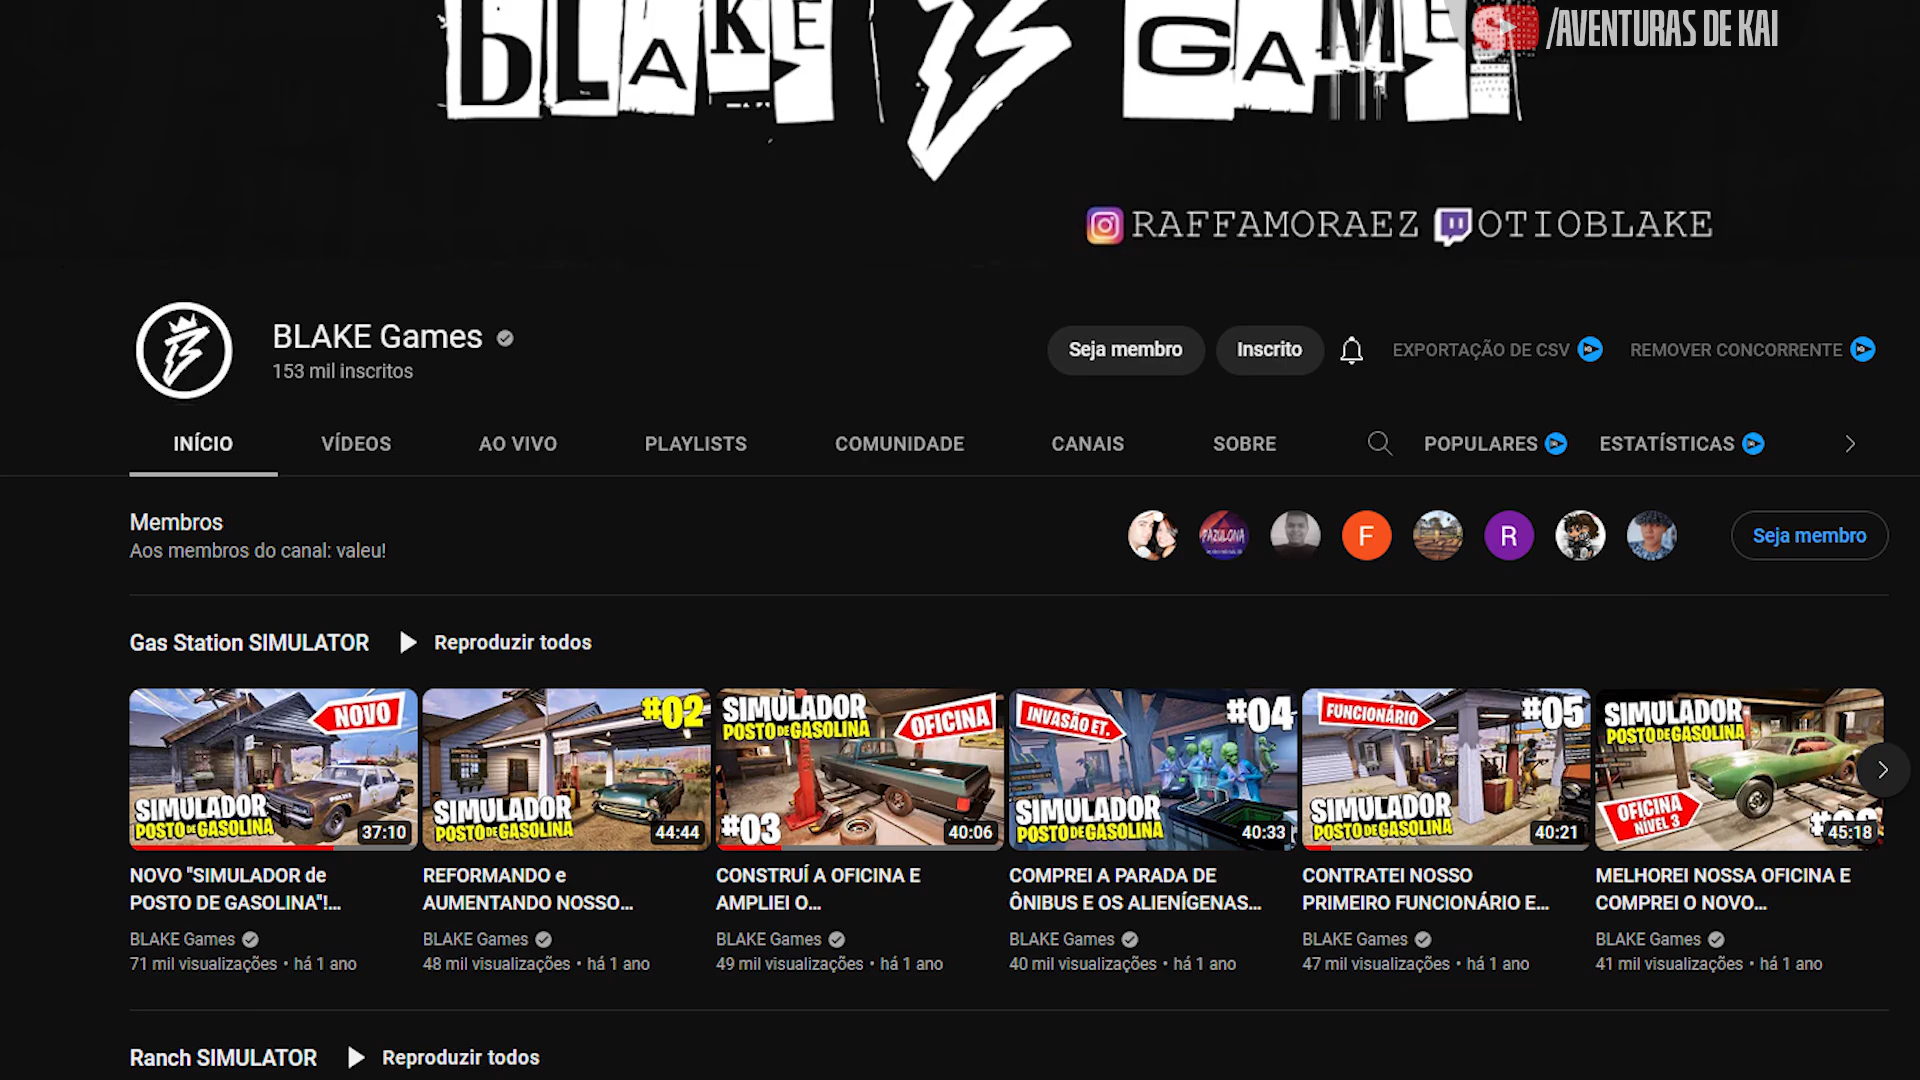 BLAKE GAMES
/AVENTURAS DE KAI
RAFFAMORAEZ OTIOBLAKE
BLAKE Games
153 mil inscritos
Seja membro Inscrito EXPORTAÇÃO DE CSV REMOVER CONCORRENTE
INÍCIO VÍDEOS AO VIVO PLAYLISTS COMUNIDADE CANAIS SOBRE POPULARES ESTATÍSTICAS
Membros
Aos membros do canal: valeu!
PAZULONA F R
Seja membro
Gas Station SIMULATOR Reproduzir todos
NOVO
SIMULADOR
POSTO DE GASOLINA
37:10
#02
SIMULADOR
POSTO DE GASOLINA
44:44
SIMULADOR
POSTO DE GASOLINA
OFICINA
#03
40:06
INVASÃO ET.
#04
SIMULADOR
POSTO DE GASOLINA
40:33
FUNCIONÁRIO
#05
SIMULADOR
POSTO DE GASOLINA
40:21
SIMULADOR
POSTO DE GASOLINA
OFICINA
NÍVEL 3
45:18
NOVO "SIMULADOR de
POSTO DE GASOLINA"!...
BLAKE Games
71 mil visualizações • há 1 ano
REFORMANDO e
AUMENTANDO NOSSO...
BLAKE Games
48 mil visualizações • há 1 ano
CONSTRUÍ A OFICINA E
AMPLIEI O...
BLAKE Games
49 mil visualizações • há 1 ano
COMPREI A PARADA DE
ÔNIBUS E OS ALIENÍGENAS...
BLAKE Games
40 mil visualizações • há 1 ano
CONTRATEI NOSSO
PRIMEIRO FUNCIONÁRIO E...
BLAKE Games
47 mil visualizações • há 1 ano
MELHOREI NOSSA OFICINA E
COMPREI O NOVO...
BLAKE Games
41 mil visualizações • há 1 ano
Ranch SIMULATOR Reproduzir todos